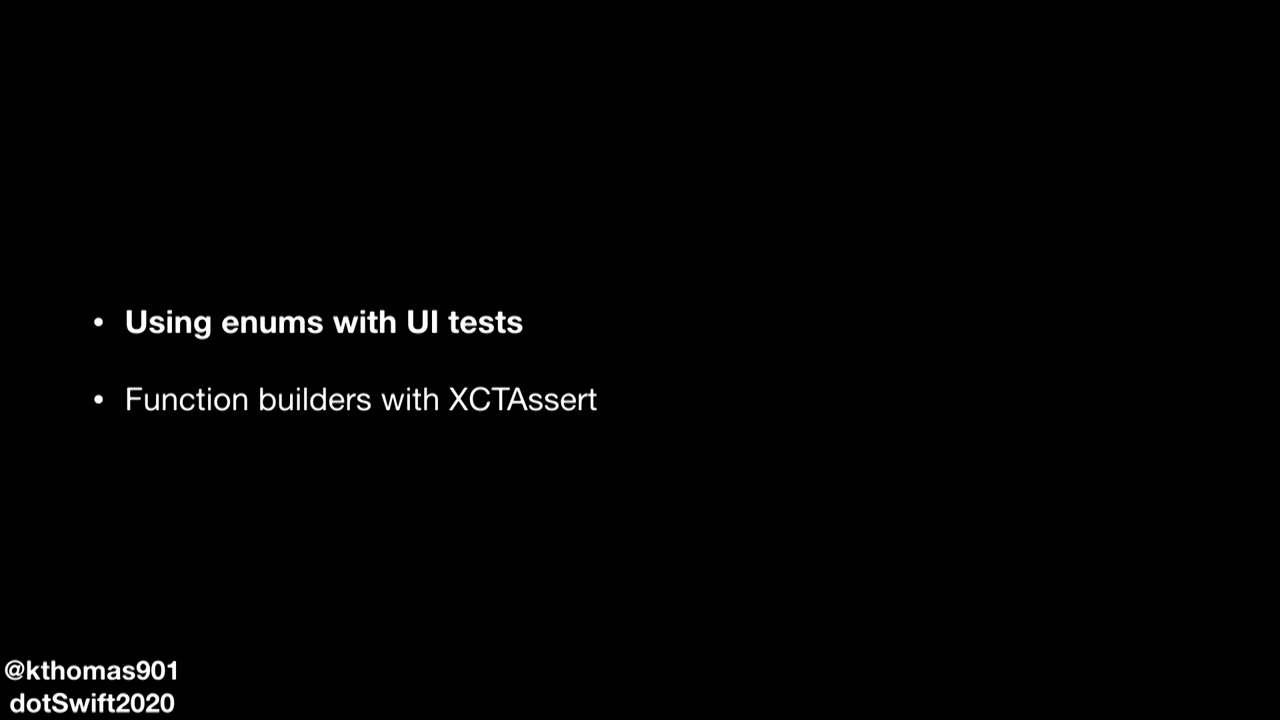 • Using enums with UI tests
• Function builders with XCTAssert
@kthomas901
dotSwift2020